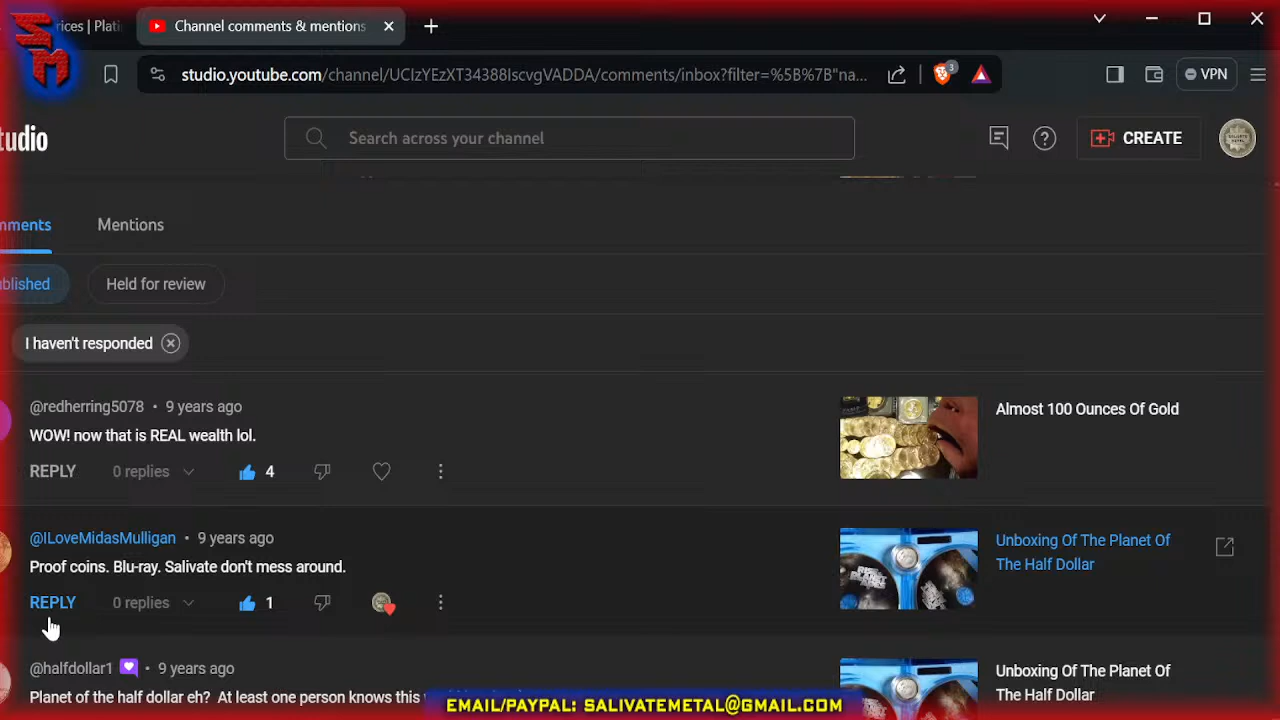 SM
rices | Plati
Channel comments & mentions
studio.youtube.com/channel/UCIzYEzXT34388IscvgVADDA/comments/inbox?filter=%5B%7B"na...
3
VPN
tudio
Search across your channel
CREATE
mments
Mentions
ublished
Held for review
I haven't responded
@redherring5078 • 9 years ago
WOW! now that is REAL wealth lol.
REPLY
0 replies
4
Almost 100 Ounces Of Gold
@ILoveMidasMulligan • 9 years ago
Proof coins. Blu-ray. Salivate don't mess around.
REPLY
0 replies
1
Unboxing Of The Planet Of
The Half Dollar
@halfdollar1 • 9 years ago
Planet of the half dollar eh? At least one person knows this
Unboxing Of The Planet Of
The Half Dollar
EMAIL/PAYPAL: SALIVATEMETAL@GMAIL.COM